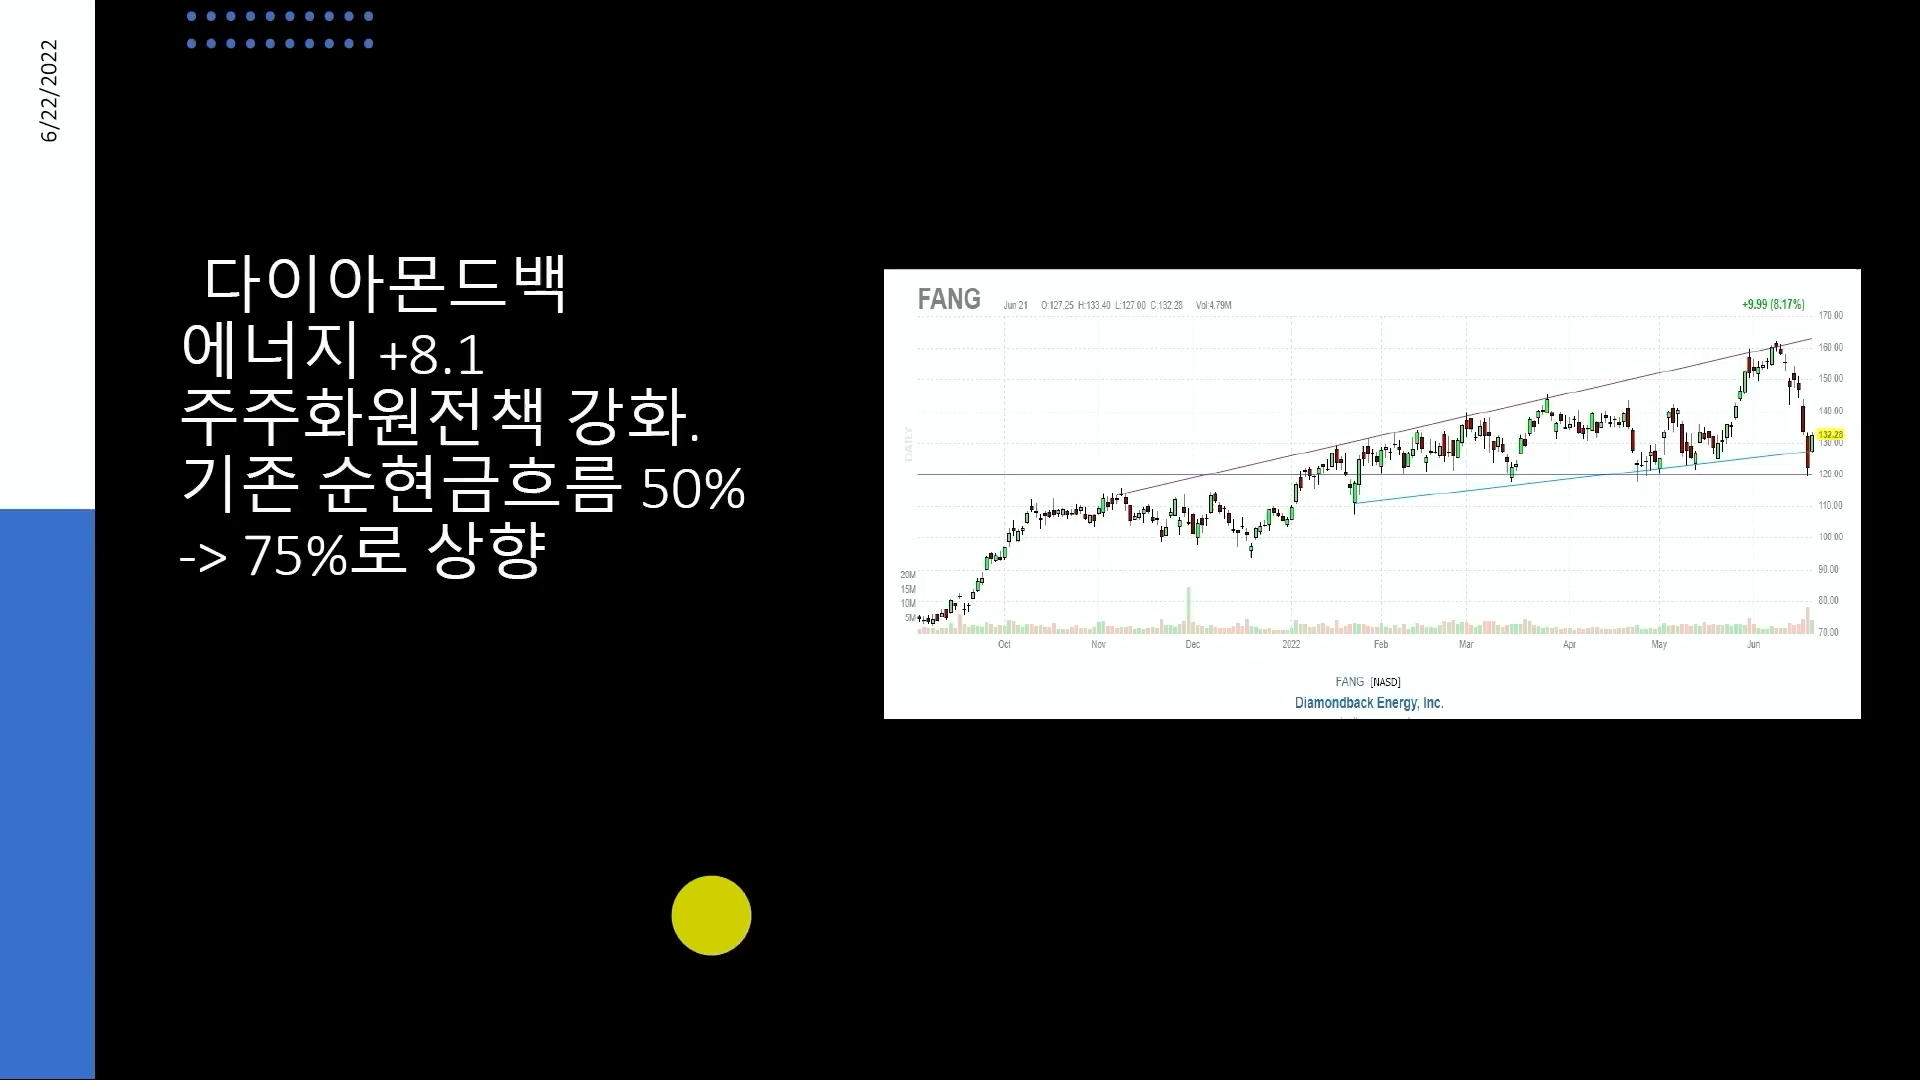 6/22/2022
다이아몬드백
에너지 +8.1
주주화원전책 강화.
기존 순현금흐름 50%
-> 75%로 상향
FANG Jun 21 O:127.25 H:133.40 L:127.00 C:132.28 Vol:4.79M +9.99 (8.17%)
DAILY
170.00
160.00
150.00
140.00
132.28
130.00
120.00
110.00
100.00
90.00
80.00
70.00
20M
15M
10M
5M
Oct Nov Dec 2022 Feb Mar Apr May Jun
FANG [NASD]
Diamondback Energy, Inc.